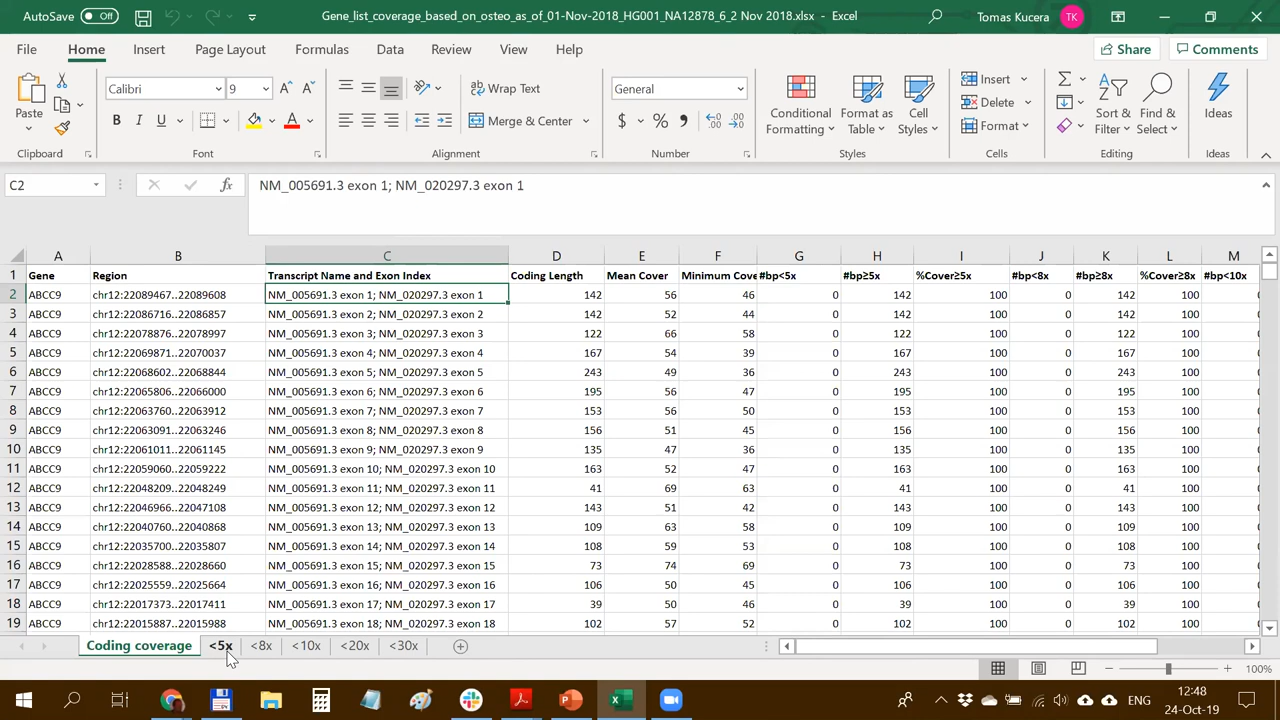 AutoSave Off Gene_list_coverage_based_on_osteo_as_of_01-Nov-2018_HG001_NA12878_6_2 Nov 2018.xlsx - Excel Tomas Kucera TK
File Home Insert Page Layout Formulas Data Review View Help Share Comments
Calibri 9 Wrap Text General Insert
Paste B I U A Merge & Center $ % Conditional Formatting Format as Table Cell Styles Delete Format Sort & Filter Find & Select Ideas
Clipboard Font Alignment Number Styles Cells Editing Ideas
C2 fx NM_005691.3 exon 1; NM_020297.3 exon 1
A B C D E F G H I J K L M
1 Gene Region Transcript Name and Exon Index Coding Length Mean Cover Minimum Cove #bp<5x #bp≥5x %Cover≥5x #bp<8x #bp≥8x %Cover≥8x #bp<10x
2 ABCC9 chr12:22089467..22089608 NM_005691.3 exon 1; NM_020297.3 exon 1 142 56 46 0 142 100 0 142 100
3 ABCC9 chr12:22086716..22086857 NM_005691.3 exon 2; NM_020297.3 exon 2 142 52 44 0 142 100 0 142 100
4 ABCC9 chr12:22078876..22078997 NM_005691.3 exon 3; NM_020297.3 exon 3 122 66 58 0 122 100 0 122 100
5 ABCC9 chr12:22069871..22070037 NM_005691.3 exon 4; NM_020297.3 exon 4 167 54 39 0 167 100 0 167 100
6 ABCC9 chr12:22068602..22068844 NM_005691.3 exon 5; NM_020297.3 exon 5 243 49 36 0 243 100 0 243 100
7 ABCC9 chr12:22065806..22066000 NM_005691.3 exon 6; NM_020297.3 exon 6 195 56 47 0 195 100 0 195 100
8 ABCC9 chr12:22063760..22063912 NM_005691.3 exon 7; NM_020297.3 exon 7 153 56 50 0 153 100 0 153 100
9 ABCC9 chr12:22063091..22063246 NM_005691.3 exon 8; NM_020297.3 exon 8 156 51 45 0 156 100 0 156 100
10 ABCC9 chr12:22061011..22061145 NM_005691.3 exon 9; NM_020297.3 exon 9 135 47 36 0 135 100 0 135 100
11 ABCC9 chr12:22059060..22059222 NM_005691.3 exon 10; NM_020297.3 exon 10 163 52 47 0 163 100 0 163 100
12 ABCC9 chr12:22048209..22048249 NM_005691.3 exon 11; NM_020297.3 exon 11 41 69 63 0 41 100 0 41 100
13 ABCC9 chr12:22046966..22047108 NM_005691.3 exon 12; NM_020297.3 exon 12 143 51 42 0 143 100 0 143 100
14 ABCC9 chr12:22040760..22040868 NM_005691.3 exon 13; NM_020297.3 exon 13 109 63 58 0 109 100 0 109 100
15 ABCC9 chr12:22035700..22035807 NM_005691.3 exon 14; NM_020297.3 exon 14 108 59 53 0 108 100 0 108 100
16 ABCC9 chr12:22028588..22028660 NM_005691.3 exon 15; NM_020297.3 exon 15 73 74 69 0 73 100 0 73 100
17 ABCC9 chr12:22025559..22025664 NM_005691.3 exon 16; NM_020297.3 exon 16 106 50 45 0 106 100 0 106 100
18 ABCC9 chr12:22017373..22017411 NM_005691.3 exon 17; NM_020297.3 exon 17 39 50 46 0 39 100 0 39 100
19 ABCC9 chr12:22015887..22015988 NM_005691.3 exon 18; NM_020297.3 exon 18 102 57 52 0 102 100 0 102 100
Coding coverage <5x <8x <10x <20x <30x
100%
ENG 12:48
24-Oct-19